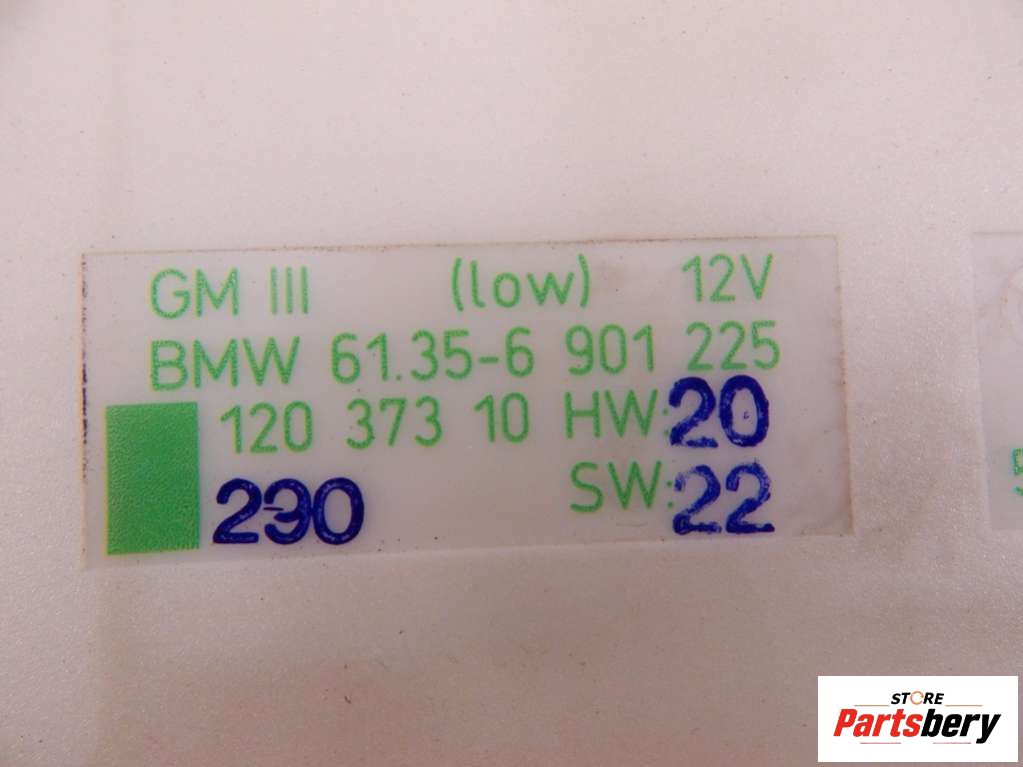 GM III (low) 12V
BMW 61.35-6 901 225
120 373 10 HW:20
SW:22
290
5
STORE
Partsbery